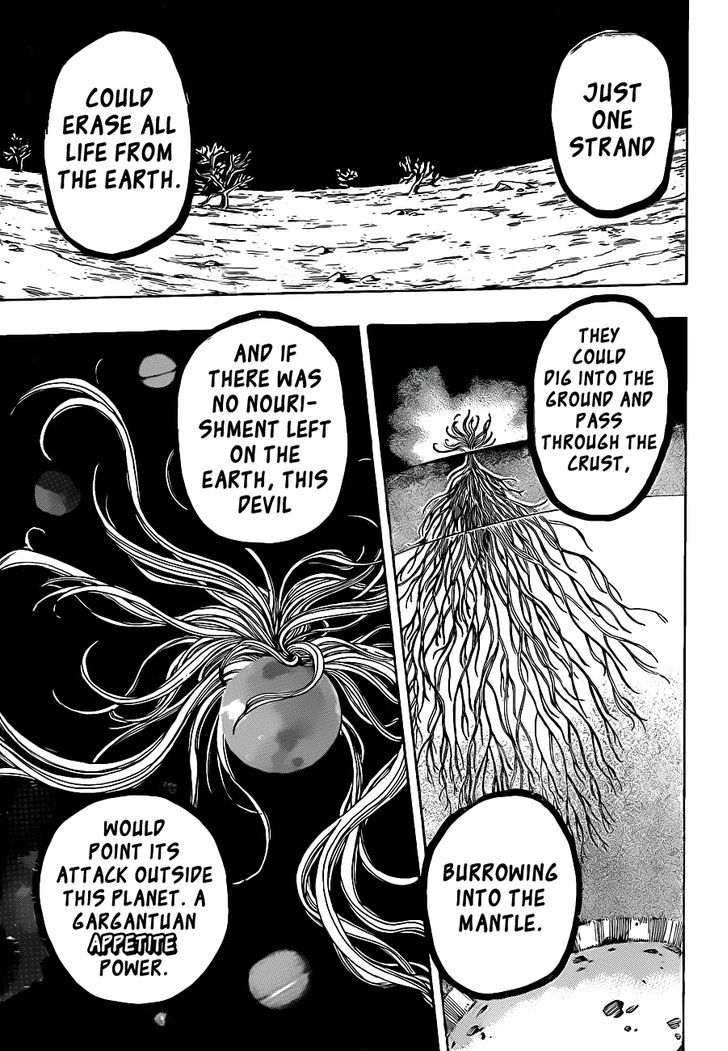 JUST
ONE
STRAND
COULD
ERASE ALL
LIFE FROM
THE EARTH.
THEY
COULD
DIG INTO THE
GROUND AND
PASS
THROUGH THE
CRUST,
BURROWING
INTO THE
MANTLE.
AND IF
THERE WAS
NO NOURI-
SHMENT LEFT
ON THE
EARTH, THIS
DEVIL
WOULD
POINT ITS
ATTACK OUTSIDE
THIS PLANET. A
GARGANTUAN
APPETITE
POWER.